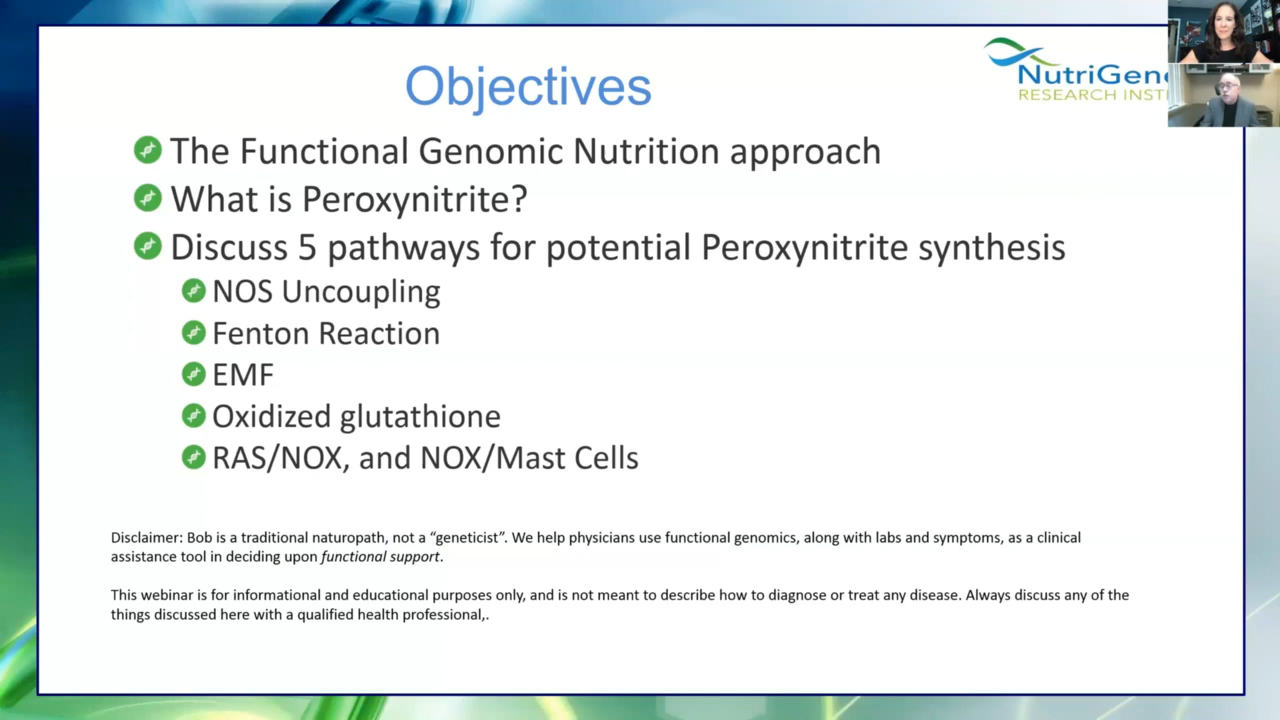 Objectives
NutriGen
RESEARCH INST
The Functional Genomic Nutrition approach
What is Peroxynitrite?
Discuss 5 pathways for potential Peroxynitrite synthesis
NOS Uncoupling
Fenton Reaction
EMF
Oxidized glutathione
RAS/NOX, and NOX/Mast Cells
Disclaimer: Bob is a traditional naturopath, not a “geneticist”. We help physicians use functional genomics, along with labs and symptoms, as a clinical
assistance tool in deciding upon functional support.
This webinar is for informational and educational purposes only, and is not meant to describe how to diagnose or treat any disease. Always discuss any of the
things discussed here with a qualified health professional,.